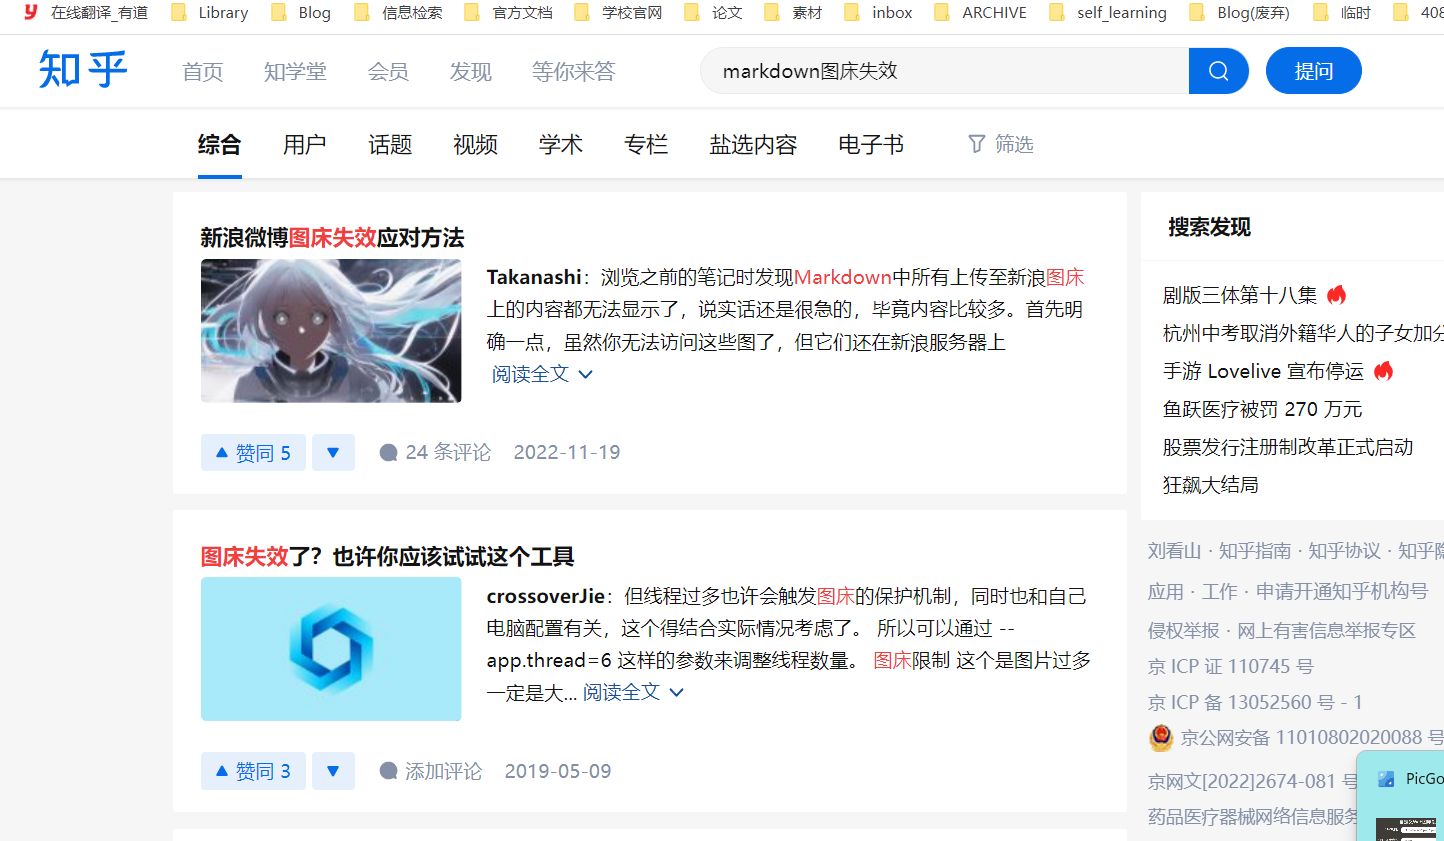 在线翻译_有道 Library Blog 信息检索 官方文档 学校官网 论文 素材 inbox ARCHIVE self_learning Blog(废弃) 临时 408
知乎 首页 知学堂 会员 发现 等你来答 markdown图床失效 提问
综合 用户 话题 视频 学术 专栏 盐选内容 电子书 筛选
新浪微博图床失效应对方法
Takanashi：浏览之前的笔记时发现Markdown中所有上传至新浪图床
上的内容都无法显示了，说实话还是很急的，毕竟内容比较多。首先明
确一点，虽然你无法访问这些图了，但它们还在新浪服务器上
阅读全文
赞同 5 24 条评论 2022-11-19
图床失效了？也许你应该试试这个工具
crossoverJie：但线程过多也许会触发图床的保护机制，同时也和自己
电脑配置有关，这个得结合实际情况考虑了。 所以可以通过 --
app.thread=6 这样的参数来调整线程数量。 图床限制 这个是图片过多
一定是大... 阅读全文
赞同 3 添加评论 2019-05-09
搜索发现
剧版三体第十八集
杭州中考取消外籍华人的子女加分
手游 Lovelive 宣布停运
鱼跃医疗被罚 270 万元
股票发行注册制改革正式启动
狂飙大结局
刘看山 · 知乎指南 · 知乎协议 · 知乎隐
应用 · 工作 · 申请开通知乎机构号
侵权举报 · 网上有害信息举报专区
京 ICP 证 110745 号
京 ICP 备 13052560 号 - 1
京公网安备 11010802020088 号
京网文[2022]2674-081 号
药品医疗器械网络信息服务
PicGo